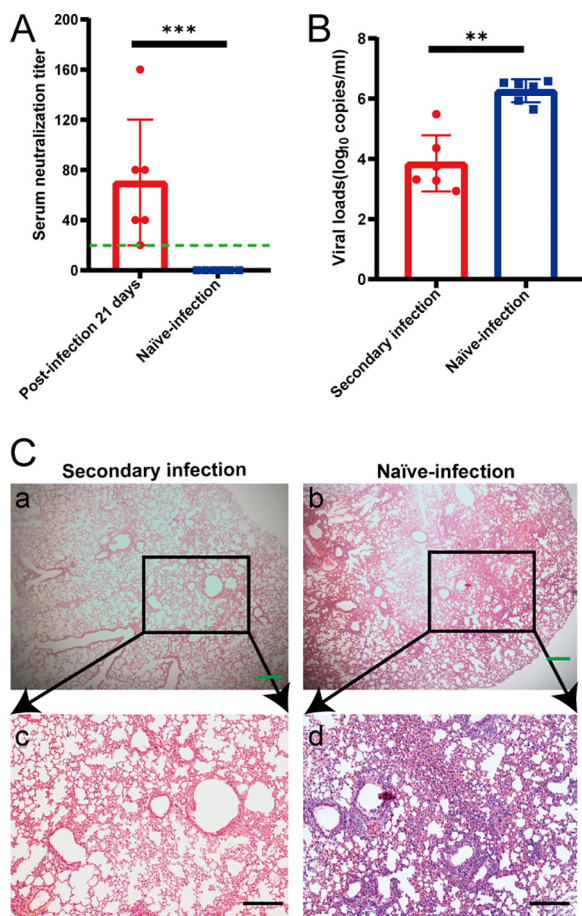 A
***
Serum neutralization titer
200
160
120
80
40
0
Post-infection 21 days
Naïve-infection
B
**
Viral loads(log10 copies/ml)
8
6
4
2
0
Secondary infection
Naïve-infection
C
Secondary infection
Naïve-infection
a
b
c
d